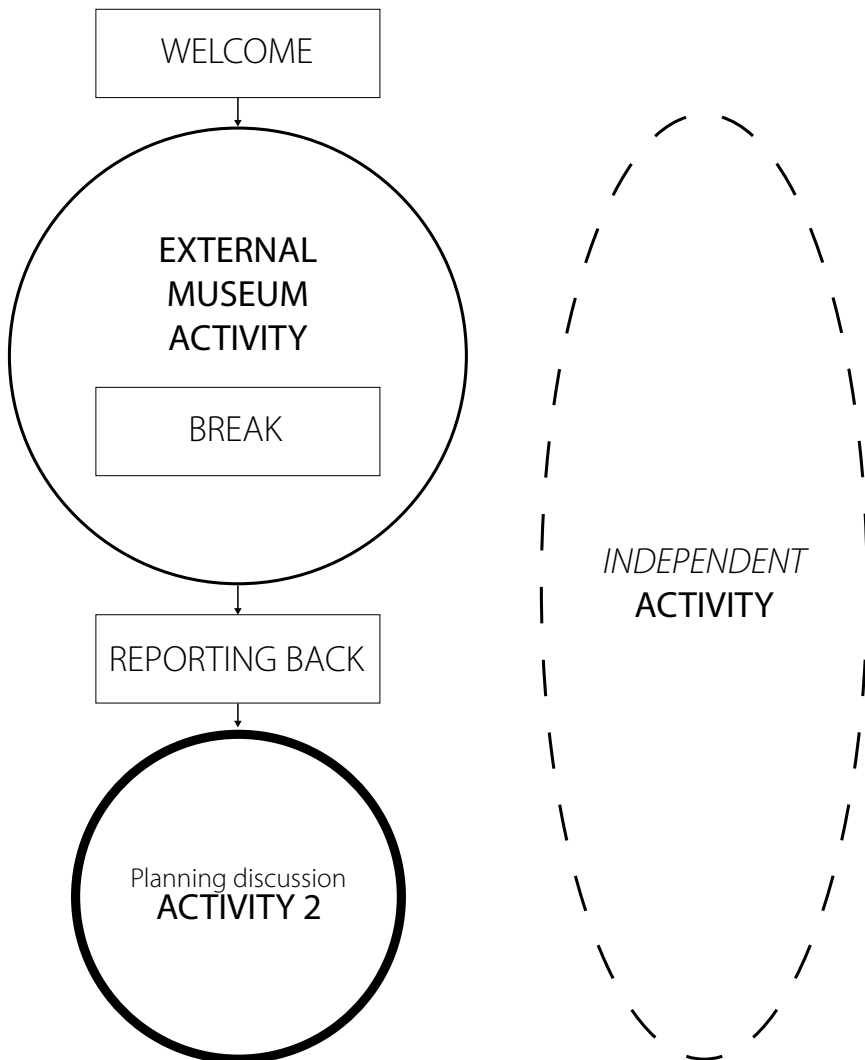 WELCOME
EXTERNAL
MUSEUM
ACTIVITY
BREAK
INDEPENDENT
ACTIVITY
REPORTING BACK
Planning discussion
ACTIVITY 2